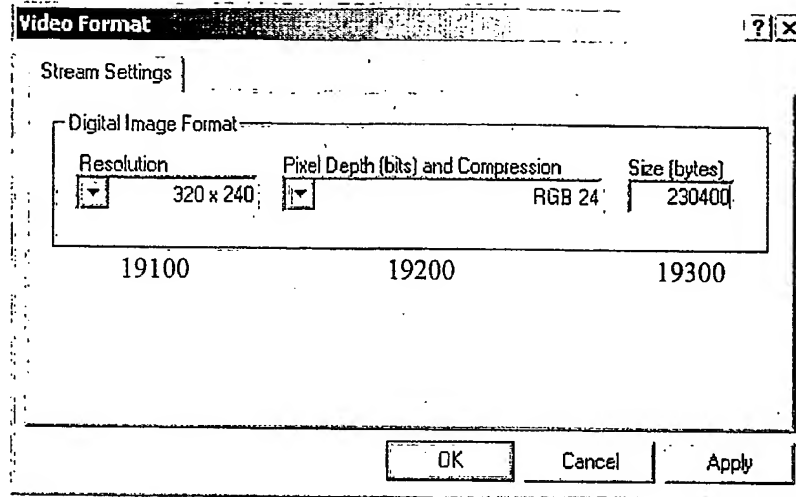 Video Format
Stream Settings
Digital Image Format
Resolution Pixel Depth (bits) and Compression Size (bytes)
320 x 240 RGB 24 230400
19100 19200 19300
OK Cancel Apply